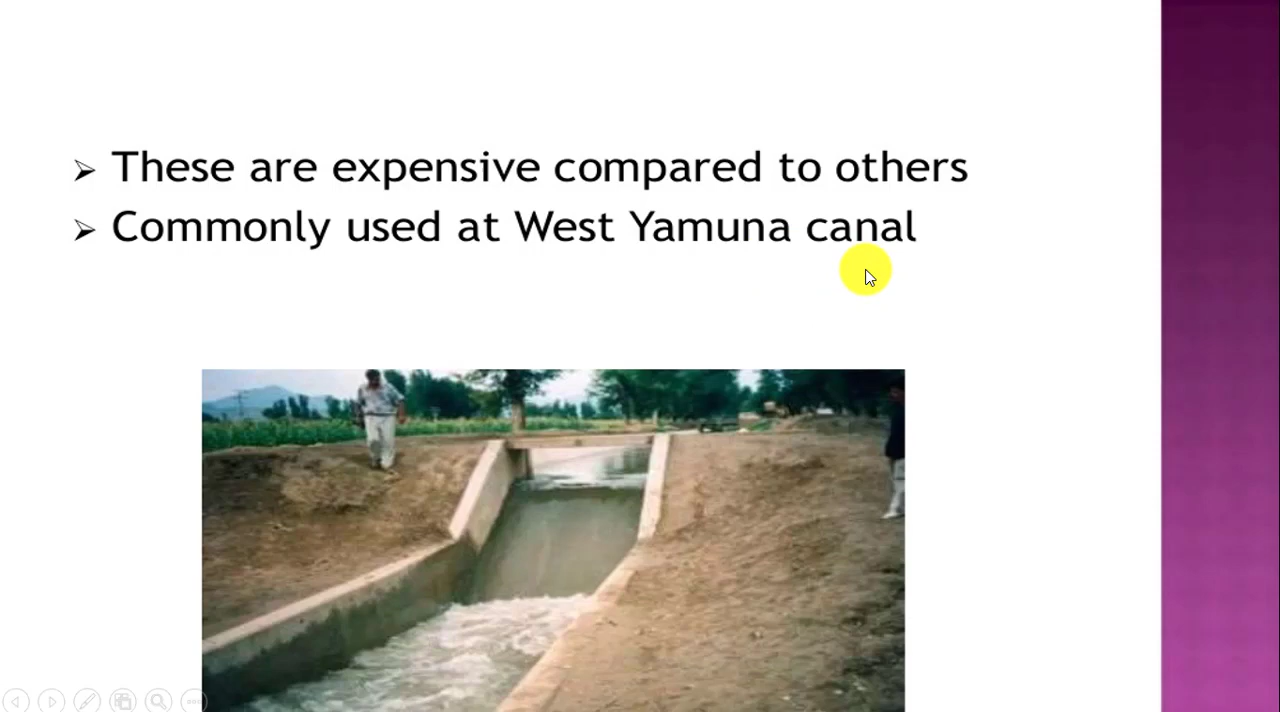 These are expensive compared to others
Commonly used at West Yamuna canal